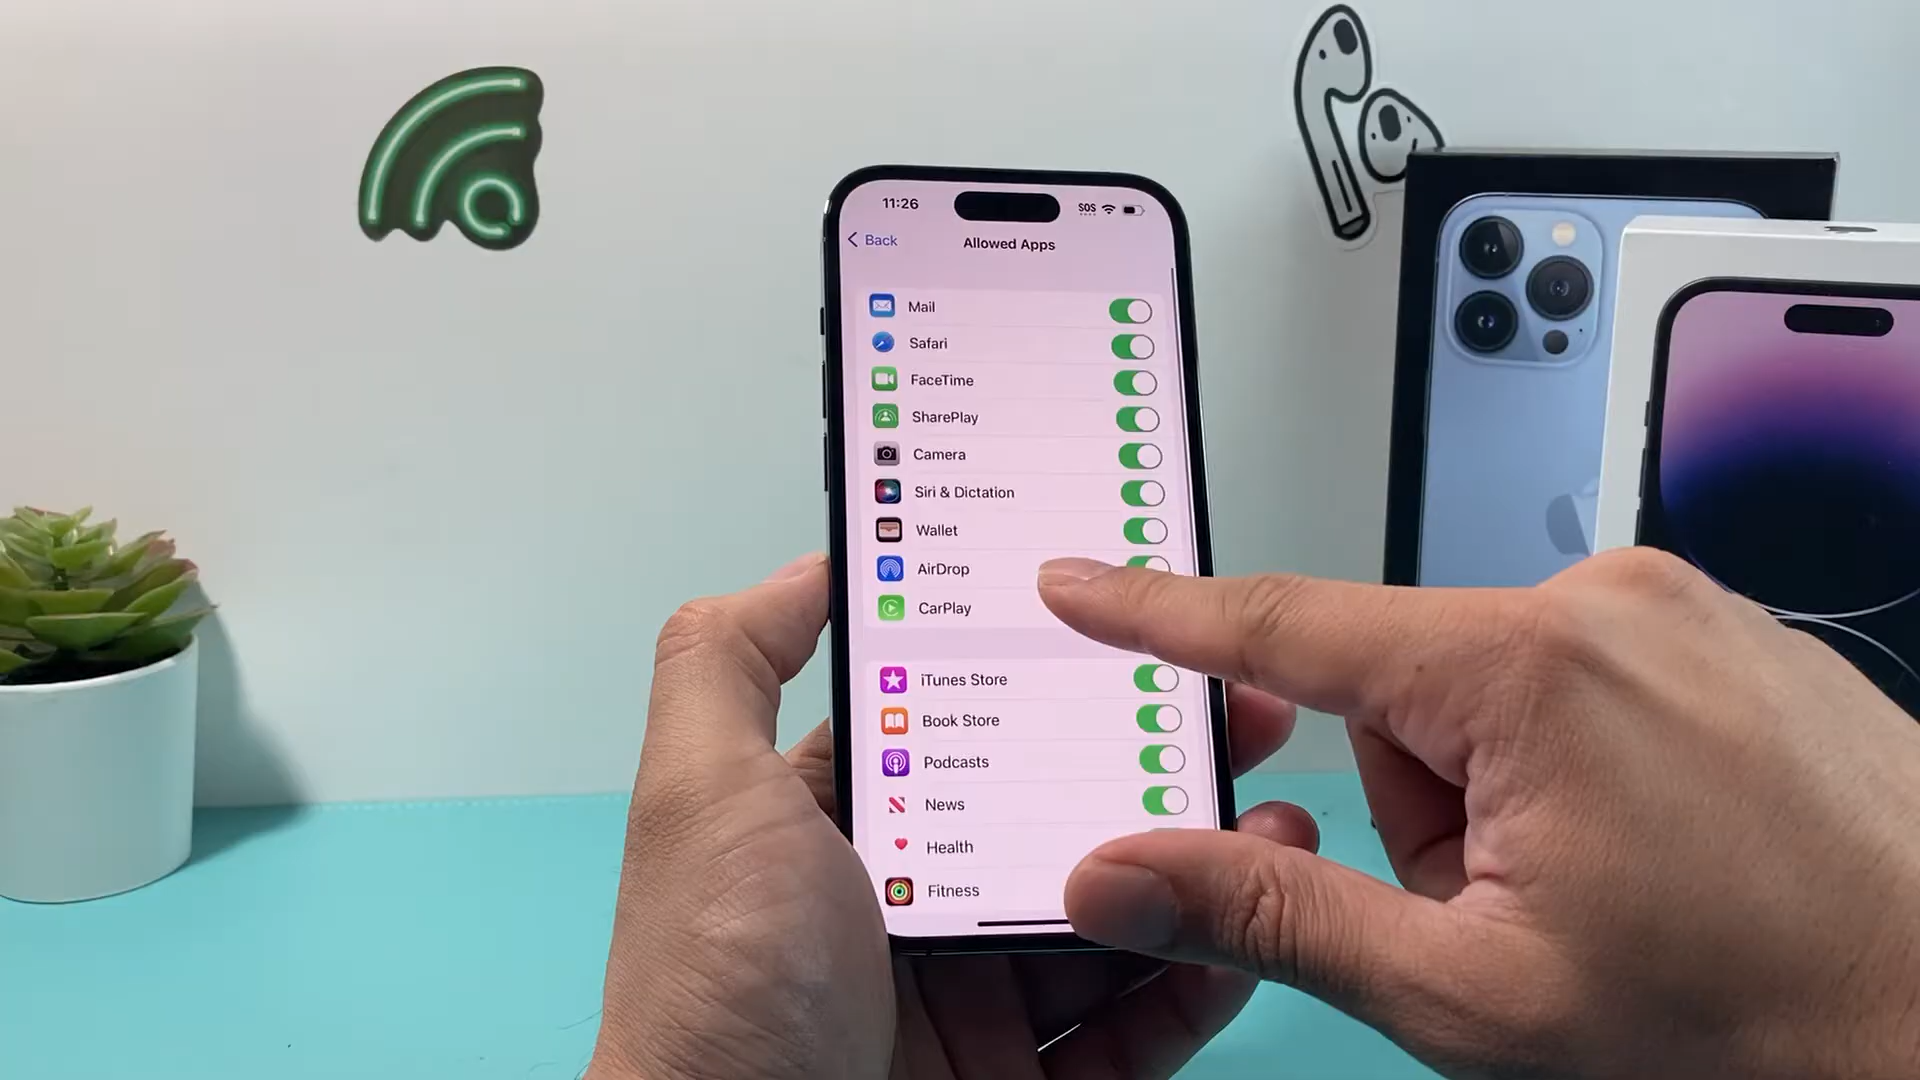 11:26
SOS
Back
Allowed Apps
Mail
Safari
FaceTime
SharePlay
Camera
Siri & Dictation
Wallet
AirDrop
CarPlay
iTunes Store
Book Store
Podcasts
News
Health
Fitness